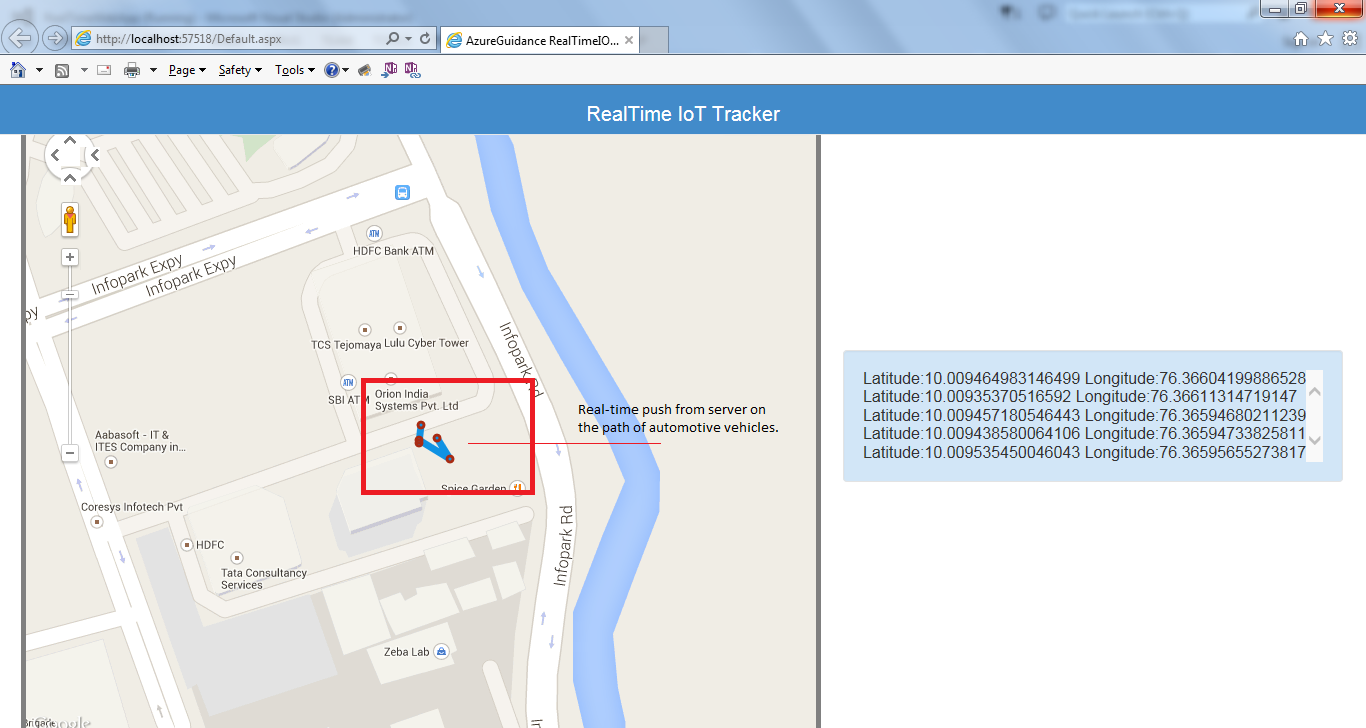 http://localhost:57518/Default.aspx
AzureGuidance RealTimeIO...
Page
Safety
Tools
RealTime IoT Tracker
Infopark Expy
Infopark Expy
HDFC Bank ATM
ATM
TCS Tejomaya
Lulu Cyber Tower
Infopark Rd
ATM
SBI ATM
Orion India
Systems Pvt. Ltd
Real-time push from server on
the path of automotive vehicles.
Aabasoft - IT &
ITES Company in...
Spice Garden
Coresys Infotech Pvt
HDFC
Tata Consultancy
Services
Infopark Rd
Zeba Lab
Google
Latitude:10.009464983146499 Longitude:76.36604199886528
Latitude:10.00935370516592 Longitude:76.36611314719147
Latitude:10.009457180546443 Longitude:76.36594680211239
Latitude:10.009438580064106 Longitude:76.36594733825811
Latitude:10.009535450046043 Longitude:76.36595655273817